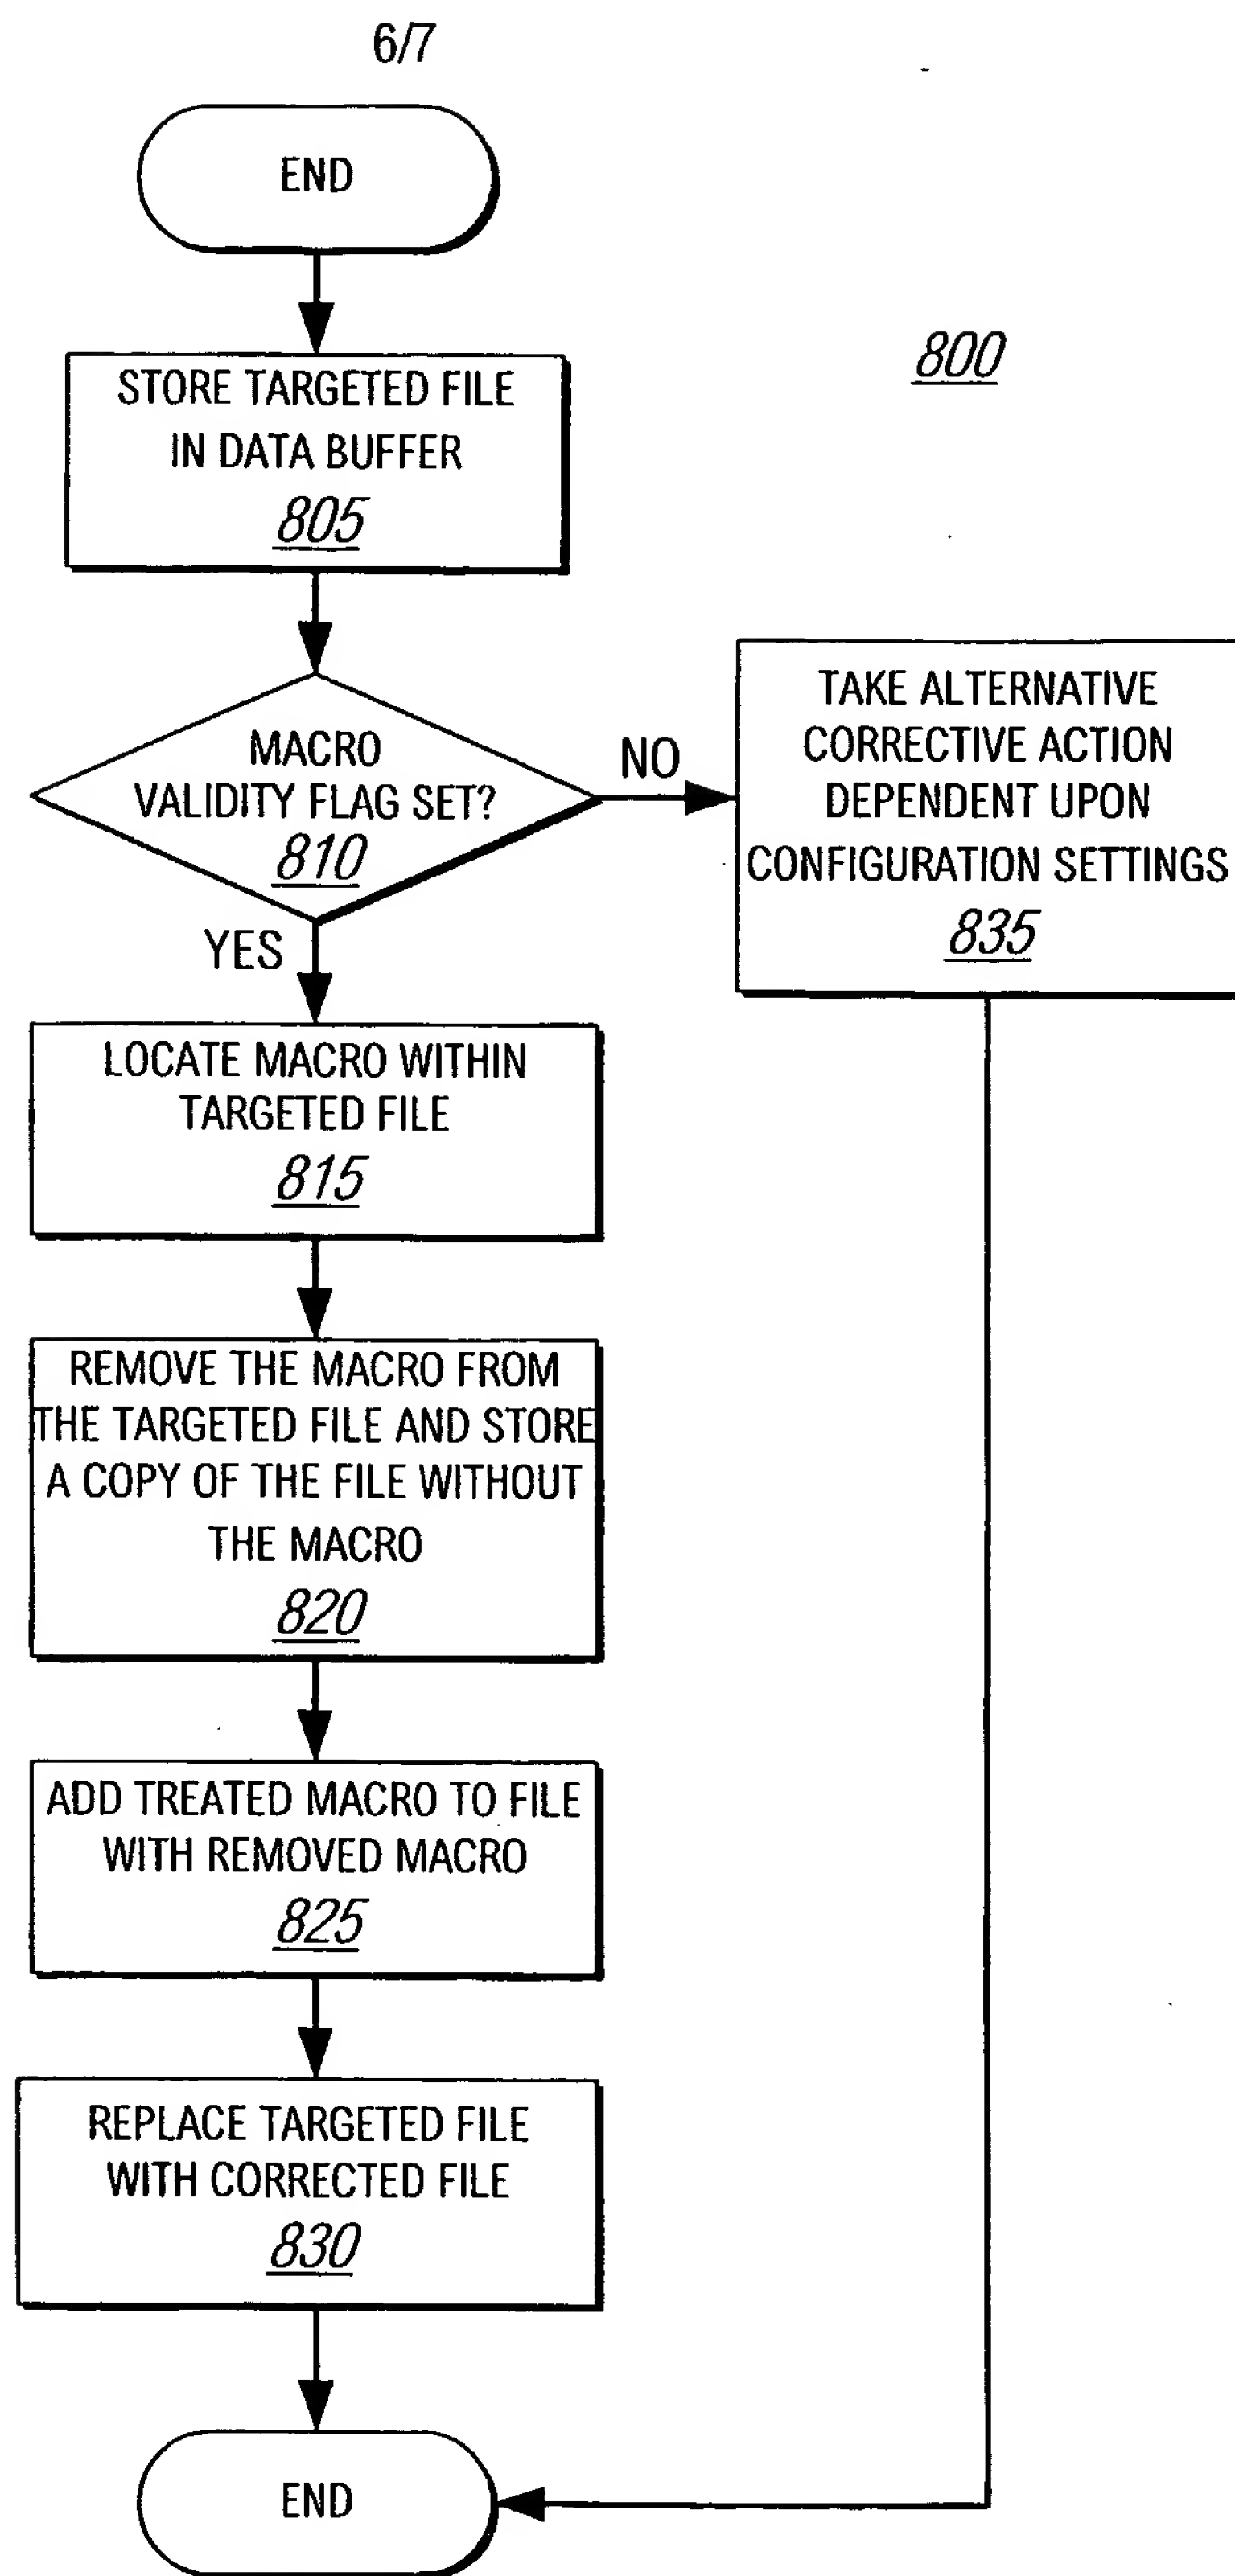 6/7
END
800
STORE TARGETED FILE
IN DATA BUFFER
805
MACRO
VALIDITY FLAG SET?
810
NO
YES
TAKE ALTERNATIVE
CORRECTIVE ACTION
DEPENDENT UPON
CONFIGURATION SETTINGS
835
LOCATE MACRO WITHIN
TARGETED FILE
815
REMOVE THE MACRO FROM
THE TARGETED FILE AND STORE
A COPY OF THE FILE WITHOUT
THE MACRO
820
ADD TREATED MACRO TO FILE
WITH REMOVED MACRO
825
REPLACE TARGETED FILE
WITH CORRECTED FILE
830
END